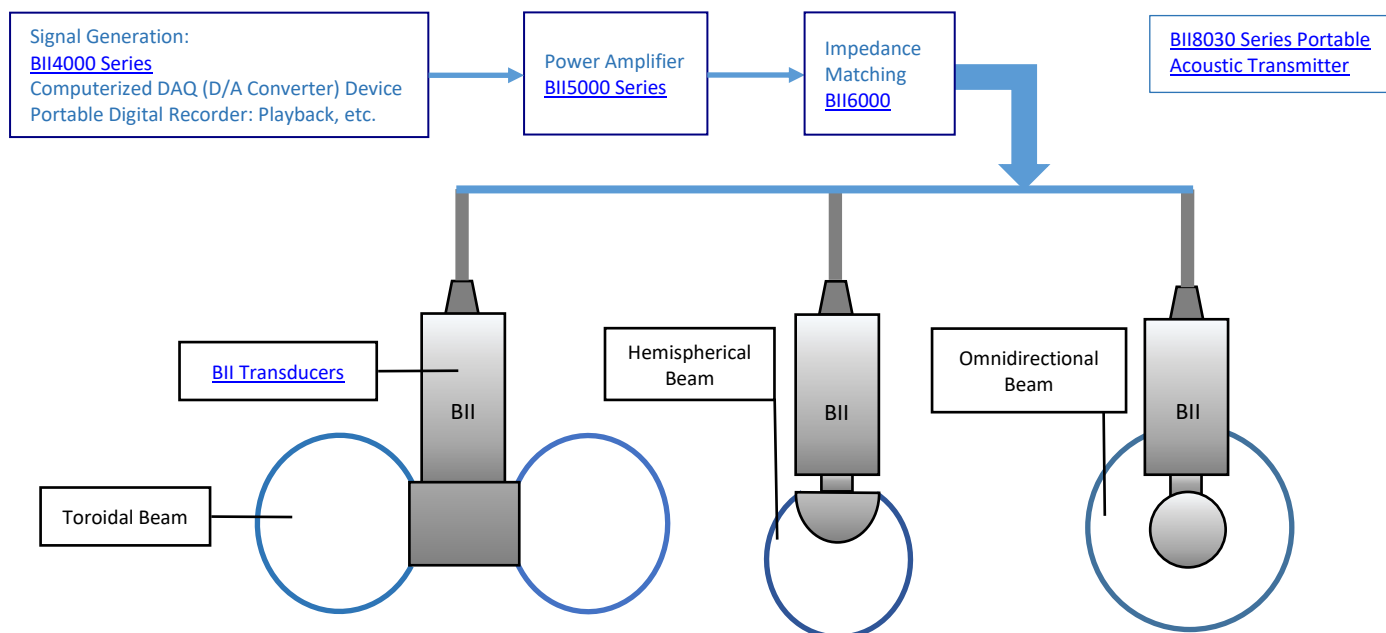 Signal Generation:
BII4000 Series
Computerized DAQ (D/A Converter) Device
Portable Digital Recorder: Playback, etc.
Power Amplifier
BII5000 Series
Impedance
Matching
BII6000
BII8030 Series Portable
Acoustic Transmitter
BII Transducers
BII
Hemispherical
Beam
BII
Omnidirectional
Beam
BII
Toroidal Beam